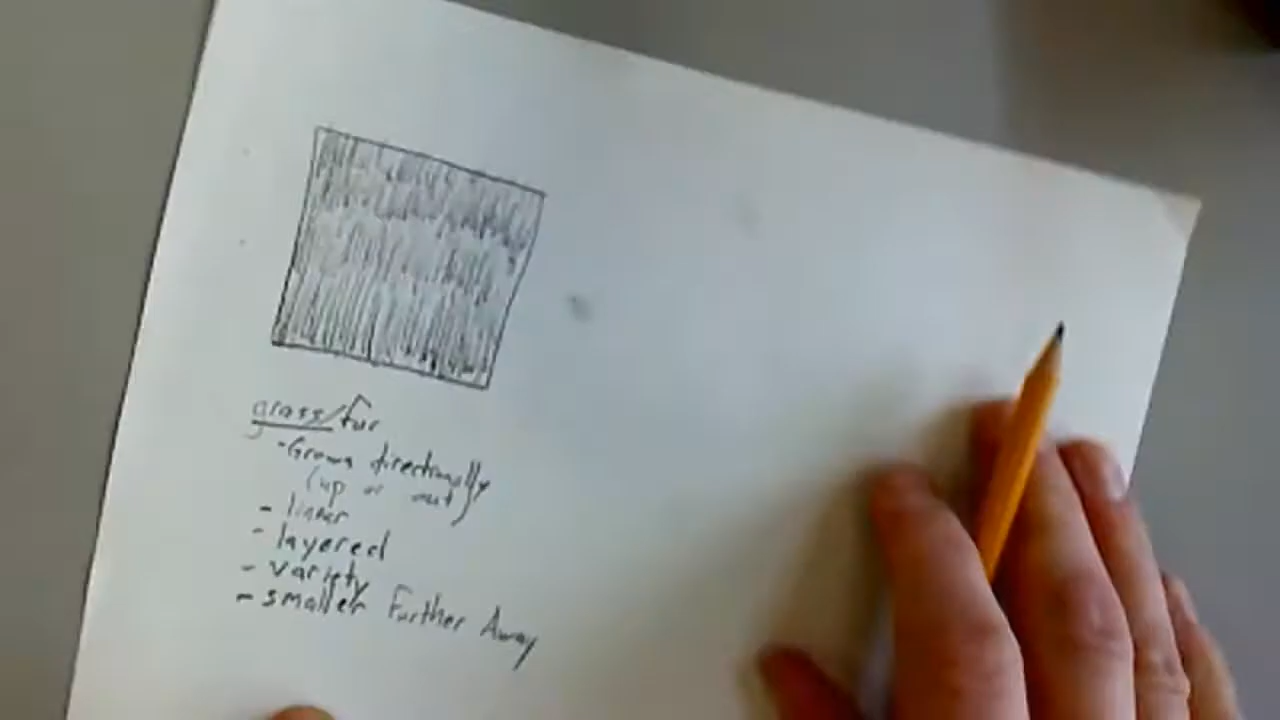 grass/fur
- Grows directionally
(up or out)
- linear
- layered
- variety
- smaller Further Away